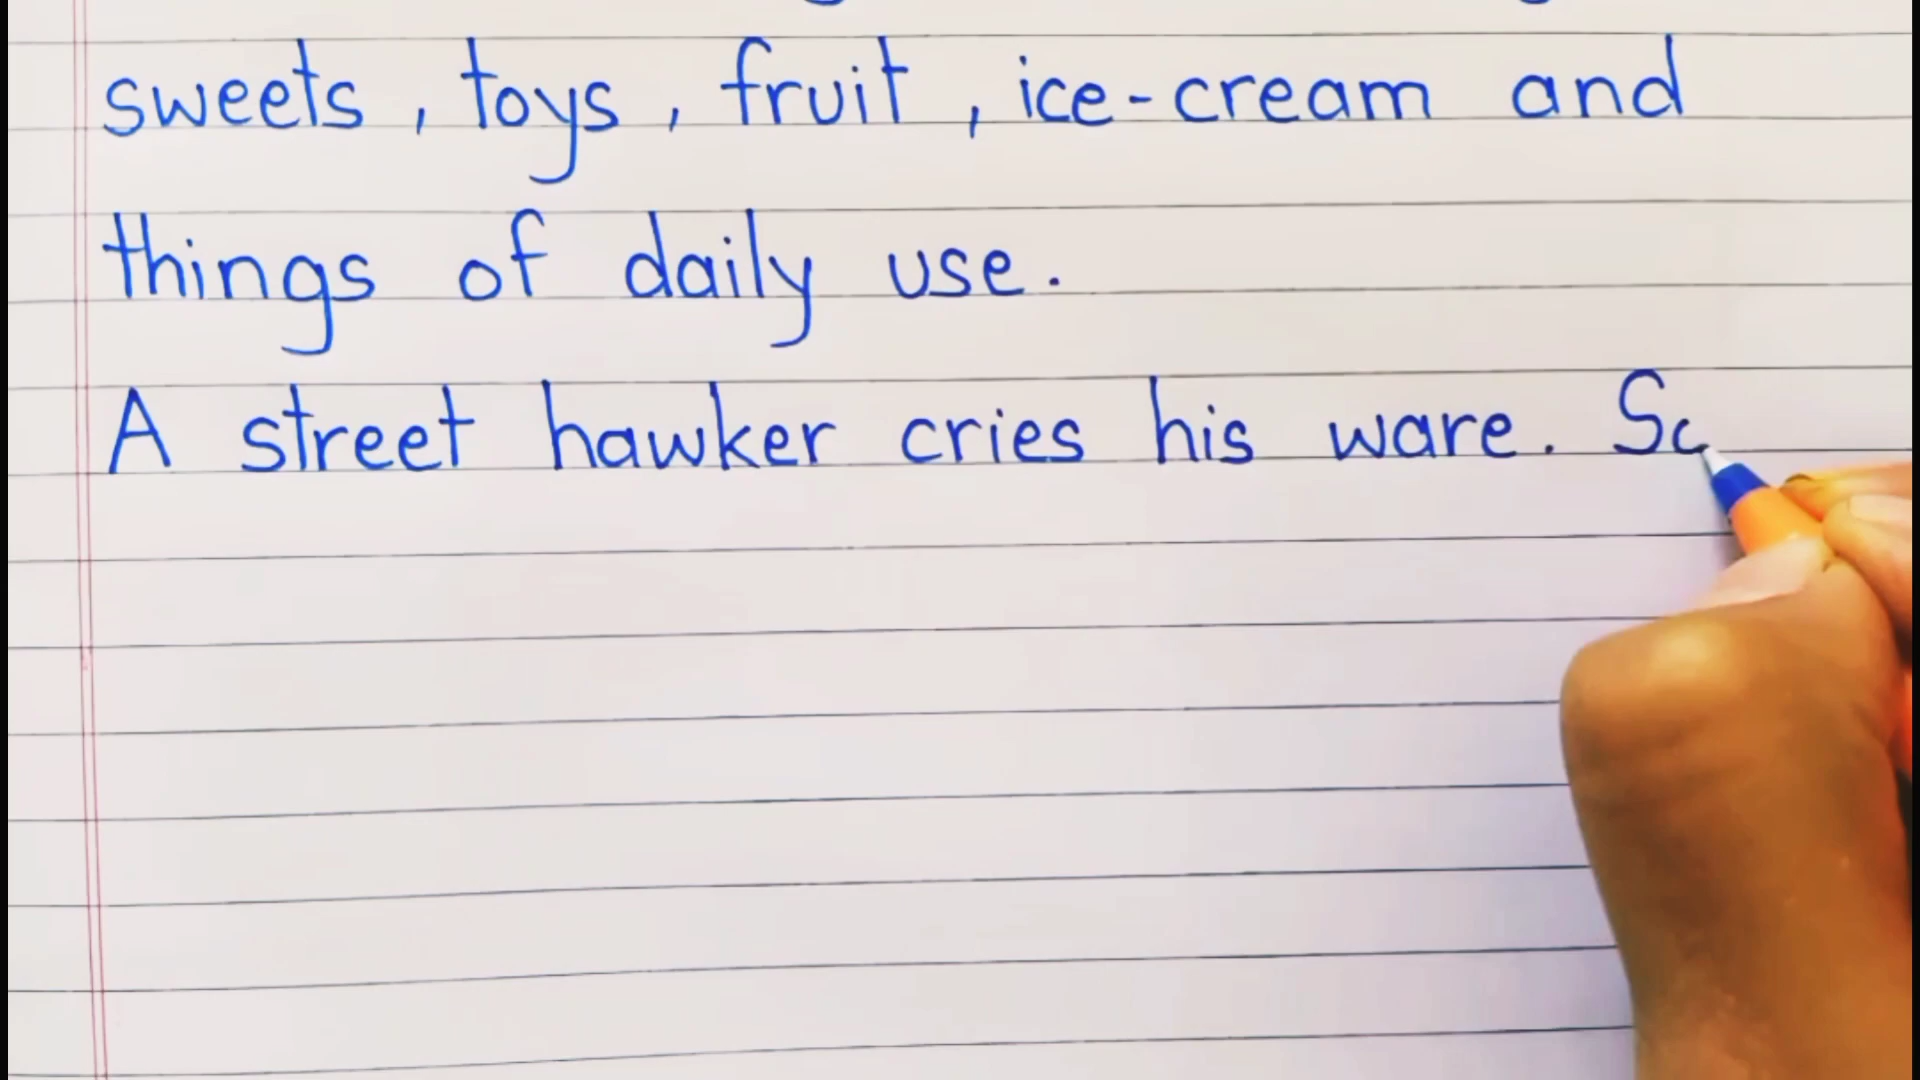 sweets, toys, fruit, ice-cream and
things of daily use.
A street hawker cries his ware.